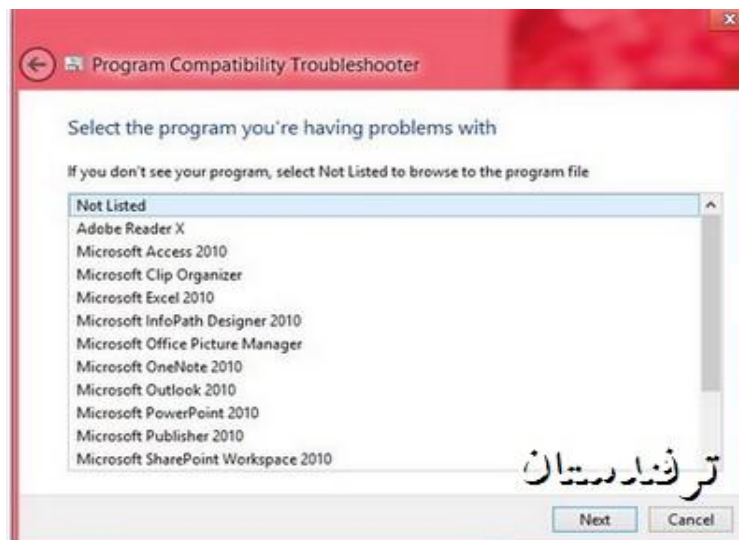 Program Compatibility Troubleshooter
Select the program you're having problems with
If you don't see your program, select Not Listed to browse to the program file
Not Listed
Adobe Reader X
Microsoft Access 2010
Microsoft Clip Organizer
Microsoft Excel 2010
Microsoft InfoPath Designer 2010
Microsoft Office Picture Manager
Microsoft OneNote 2010
Microsoft Outlook 2010
Microsoft PowerPoint 2010
Microsoft Publisher 2010
Microsoft SharePoint Workspace 2010
ترفندستان
Next Cancel